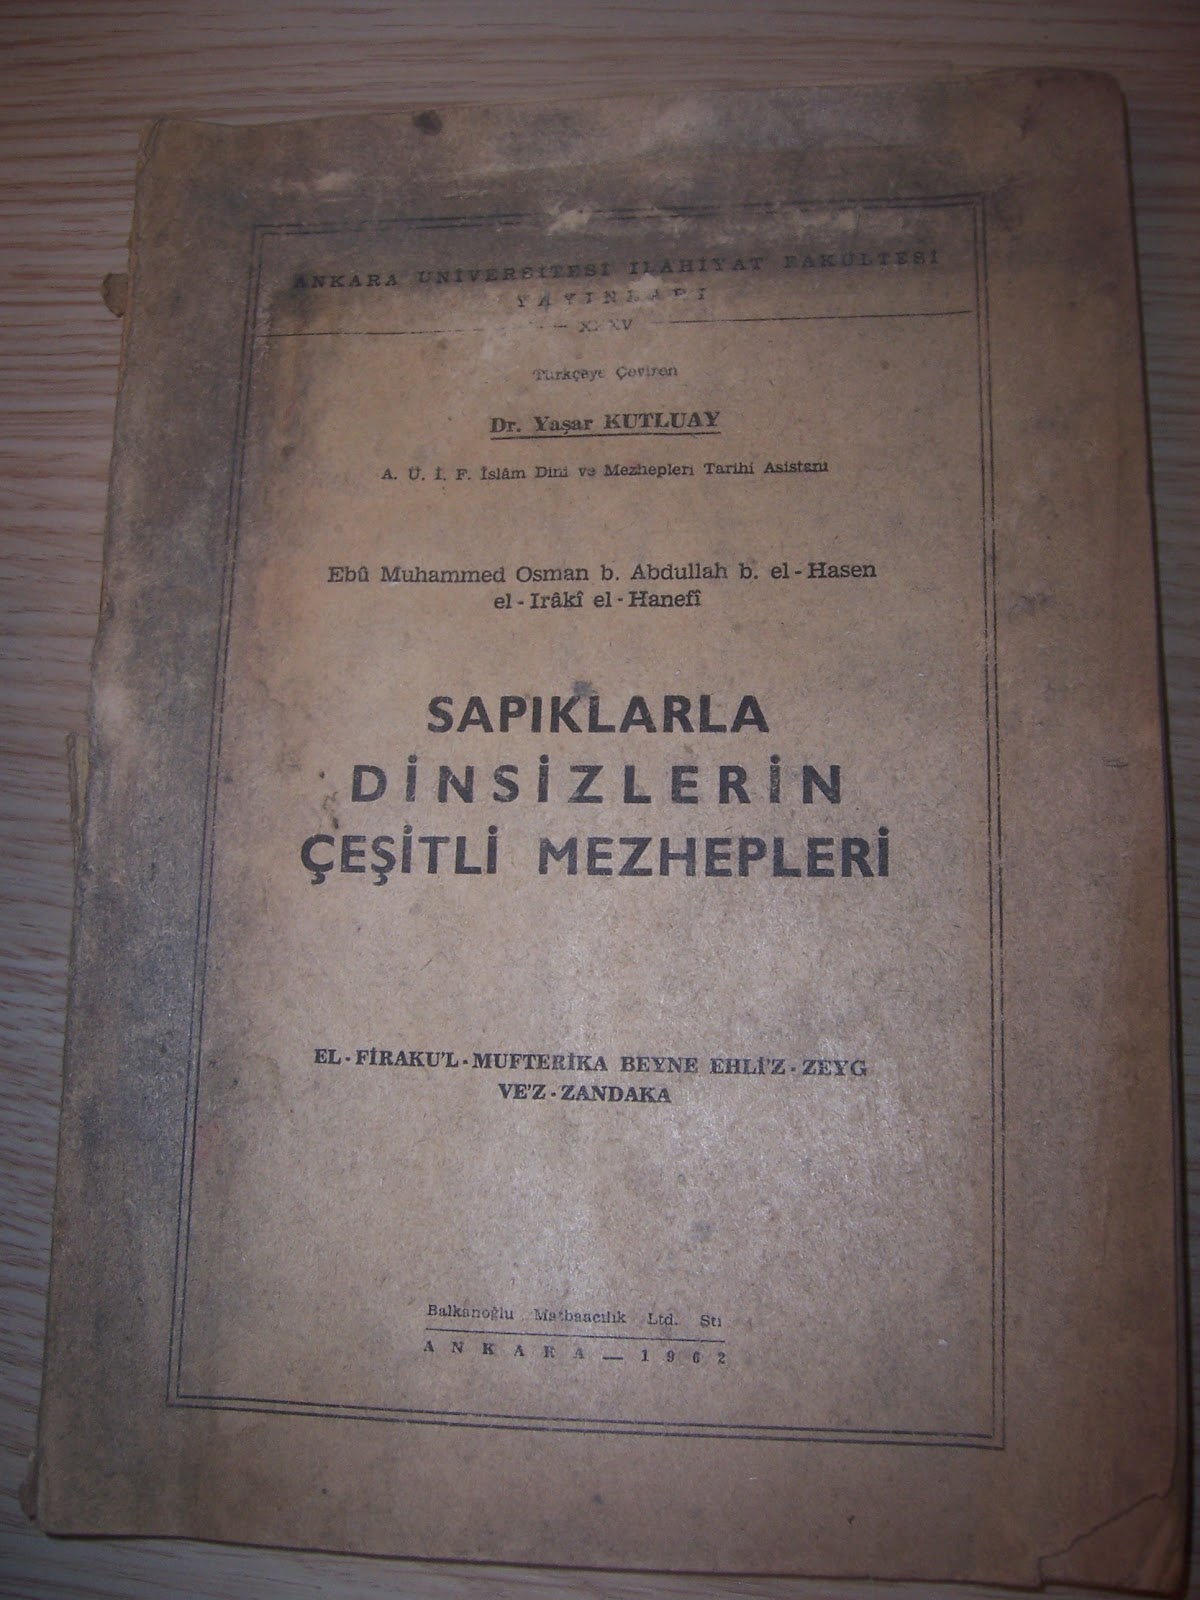 ANKARA ÜNİVERSİTESİ İLAHİYAT FAKÜLTESİ
YAYINLARI
XXXV
Türkçeye Çeviren
Dr. Yaşar KUTLUAY
A. Ü. İ. F. İslâm Dini ve Mezhepleri Tarihi Asistanı
Ebû Muhammed Osman b. Abdullah b. el - Hasen
el - Irâkî el - Hanefî
SAPIKLARLA
DİNSİZLERİN
ÇEŞİTLİ MEZHEPLERİ
EL - FİRAKU'L - MUFTERİKA BEYNE EHLİ'Z - ZEYG
VE'Z - ZANDAKA
Balkanoğlu Matbaacılık Ltd. Şti
ANKARA — 1962